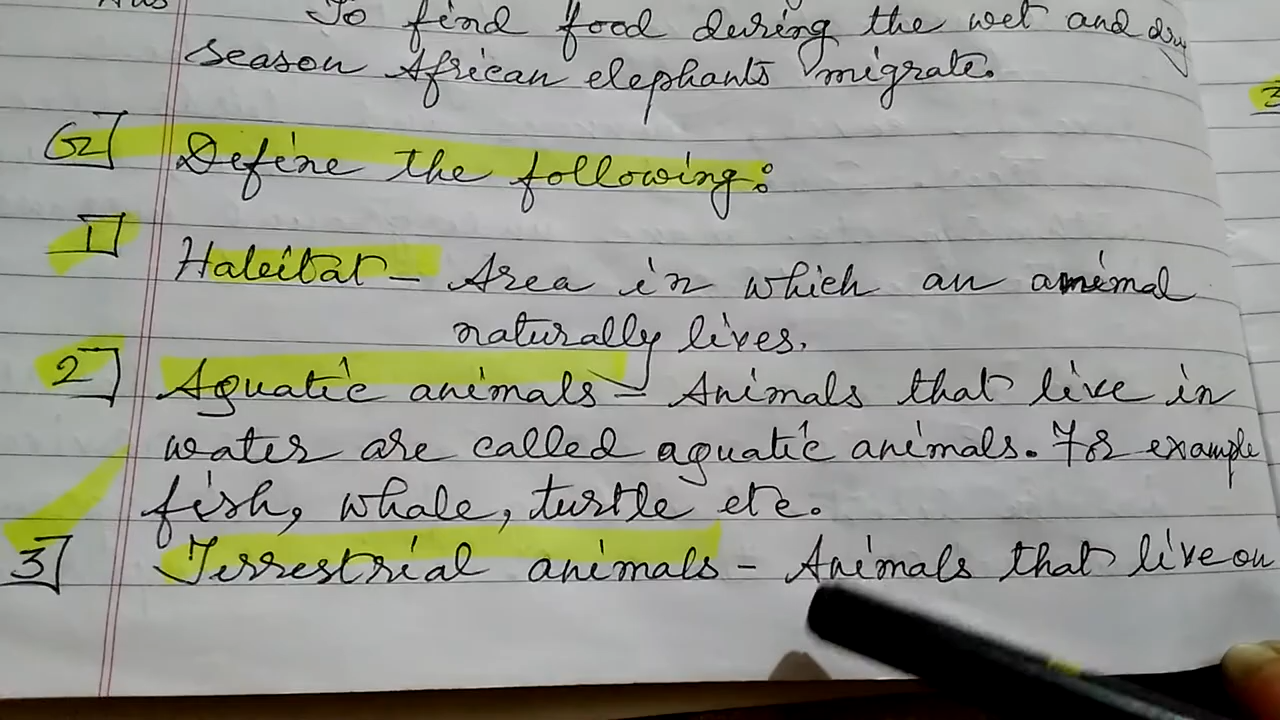 To find food during the wet and dry
season African elephants migrate.
G2] Define the following:
1] Habitat - Area in which an animal
naturally lives.
2] Aquatic animals - Animals that live in
water are called aquatic animals. For example
fish, whale, turtle etc.
3] Terrestrial animals - Animals that live on